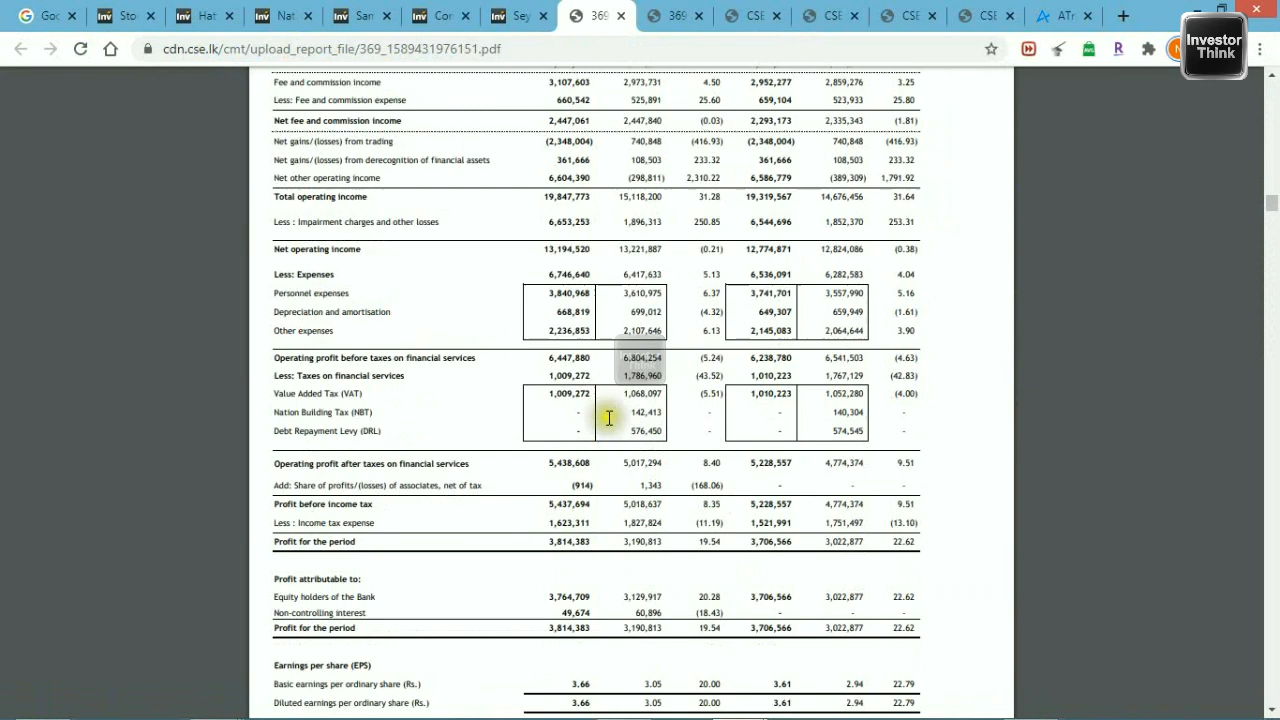 Goo Sto Hat Nat San Cor Sey 369 369 CSE CSE CSE CSE ATr
cdn.cse.lk/cmt/upload_report_file/369_1589431976151.pdf
Investor
Think
Fee and commission income 3,107,603 2,973,731 4.50 2,952,277 2,859,276 3.25
Less: Fee and commission expense 660,542 525,891 25.60 659,104 523,933 25.80
Net fee and commission income 2,447,061 2,447,840 (0.03) 2,293,173 2,335,343 (1.81)
Net gains/(losses) from trading (2,348,004) 740,848 (416.93) (2,348,004) 740,848 (416.93)
Net gains/(losses) from derecognition of financial assets 361,666 108,503 233.32 361,666 108,503 233.32
Net other operating income 6,604,390 (298,811) 2,310.22 6,586,779 (389,309) 1,791.92
Total operating income 19,847,773 15,118,200 31.28 19,319,567 14,676,456 31.64
Less : Impairment charges and other losses 6,653,253 1,896,313 250.85 6,544,696 1,852,370 253.31
Net operating income 13,194,520 13,221,887 (0.21) 12,774,871 12,824,086 (0.38)
Less: Expenses 6,746,640 6,417,633 5.13 6,536,091 6,282,583 4.04
Personnel expenses 3,840,968 3,610,975 6.37 3,741,701 3,557,990 5.16
Depreciation and amortisation 668,819 699,012 (4.32) 649,307 659,949 (1.61)
Other expenses 2,236,853 2,107,646 6.13 2,145,083 2,064,644 3.90
Operating profit before taxes on financial services 6,447,880 6,804,254 (5.24) 6,238,780 6,541,503 (4.63)
Less: Taxes on financial services 1,009,272 1,786,960 (43.52) 1,010,223 1,767,129 (42.83)
Value Added Tax (VAT) 1,009,272 1,068,097 (5.51) 1,010,223 1,052,280 (4.00)
Nation Building Tax (NBT) - 142,413 - - 140,304 -
Debt Repayment Levy (DRL) - 576,450 - - 574,545 -
Operating profit after taxes on financial services 5,438,608 5,017,294 8.40 5,228,557 4,774,374 9.51
Add: Share of profits/(losses) of associates, net of tax (914) 1,343 (168.06) - - -
Profit before income tax 5,437,694 5,018,637 8.35 5,228,557 4,774,374 9.51
Less : Income tax expense 1,623,311 1,827,824 (11.19) 1,521,991 1,751,497 (13.10)
Profit for the period 3,814,383 3,190,813 19.54 3,706,566 3,022,877 22.62
Profit attributable to:
Equity holders of the Bank 3,764,709 3,129,917 20.28 3,706,566 3,022,877 22.62
Non-controlling interest 49,674 60,896 (18.43) - - -
Profit for the period 3,814,383 3,190,813 19.54 3,706,566 3,022,877 22.62
Earnings per share (EPS)
Basic earnings per ordinary share (Rs.) 3.66 3.05 20.00 3.61 2.94 22.79
Diluted earnings per ordinary share (Rs.) 3.66 3.05 20.00 3.61 2.94 22.79